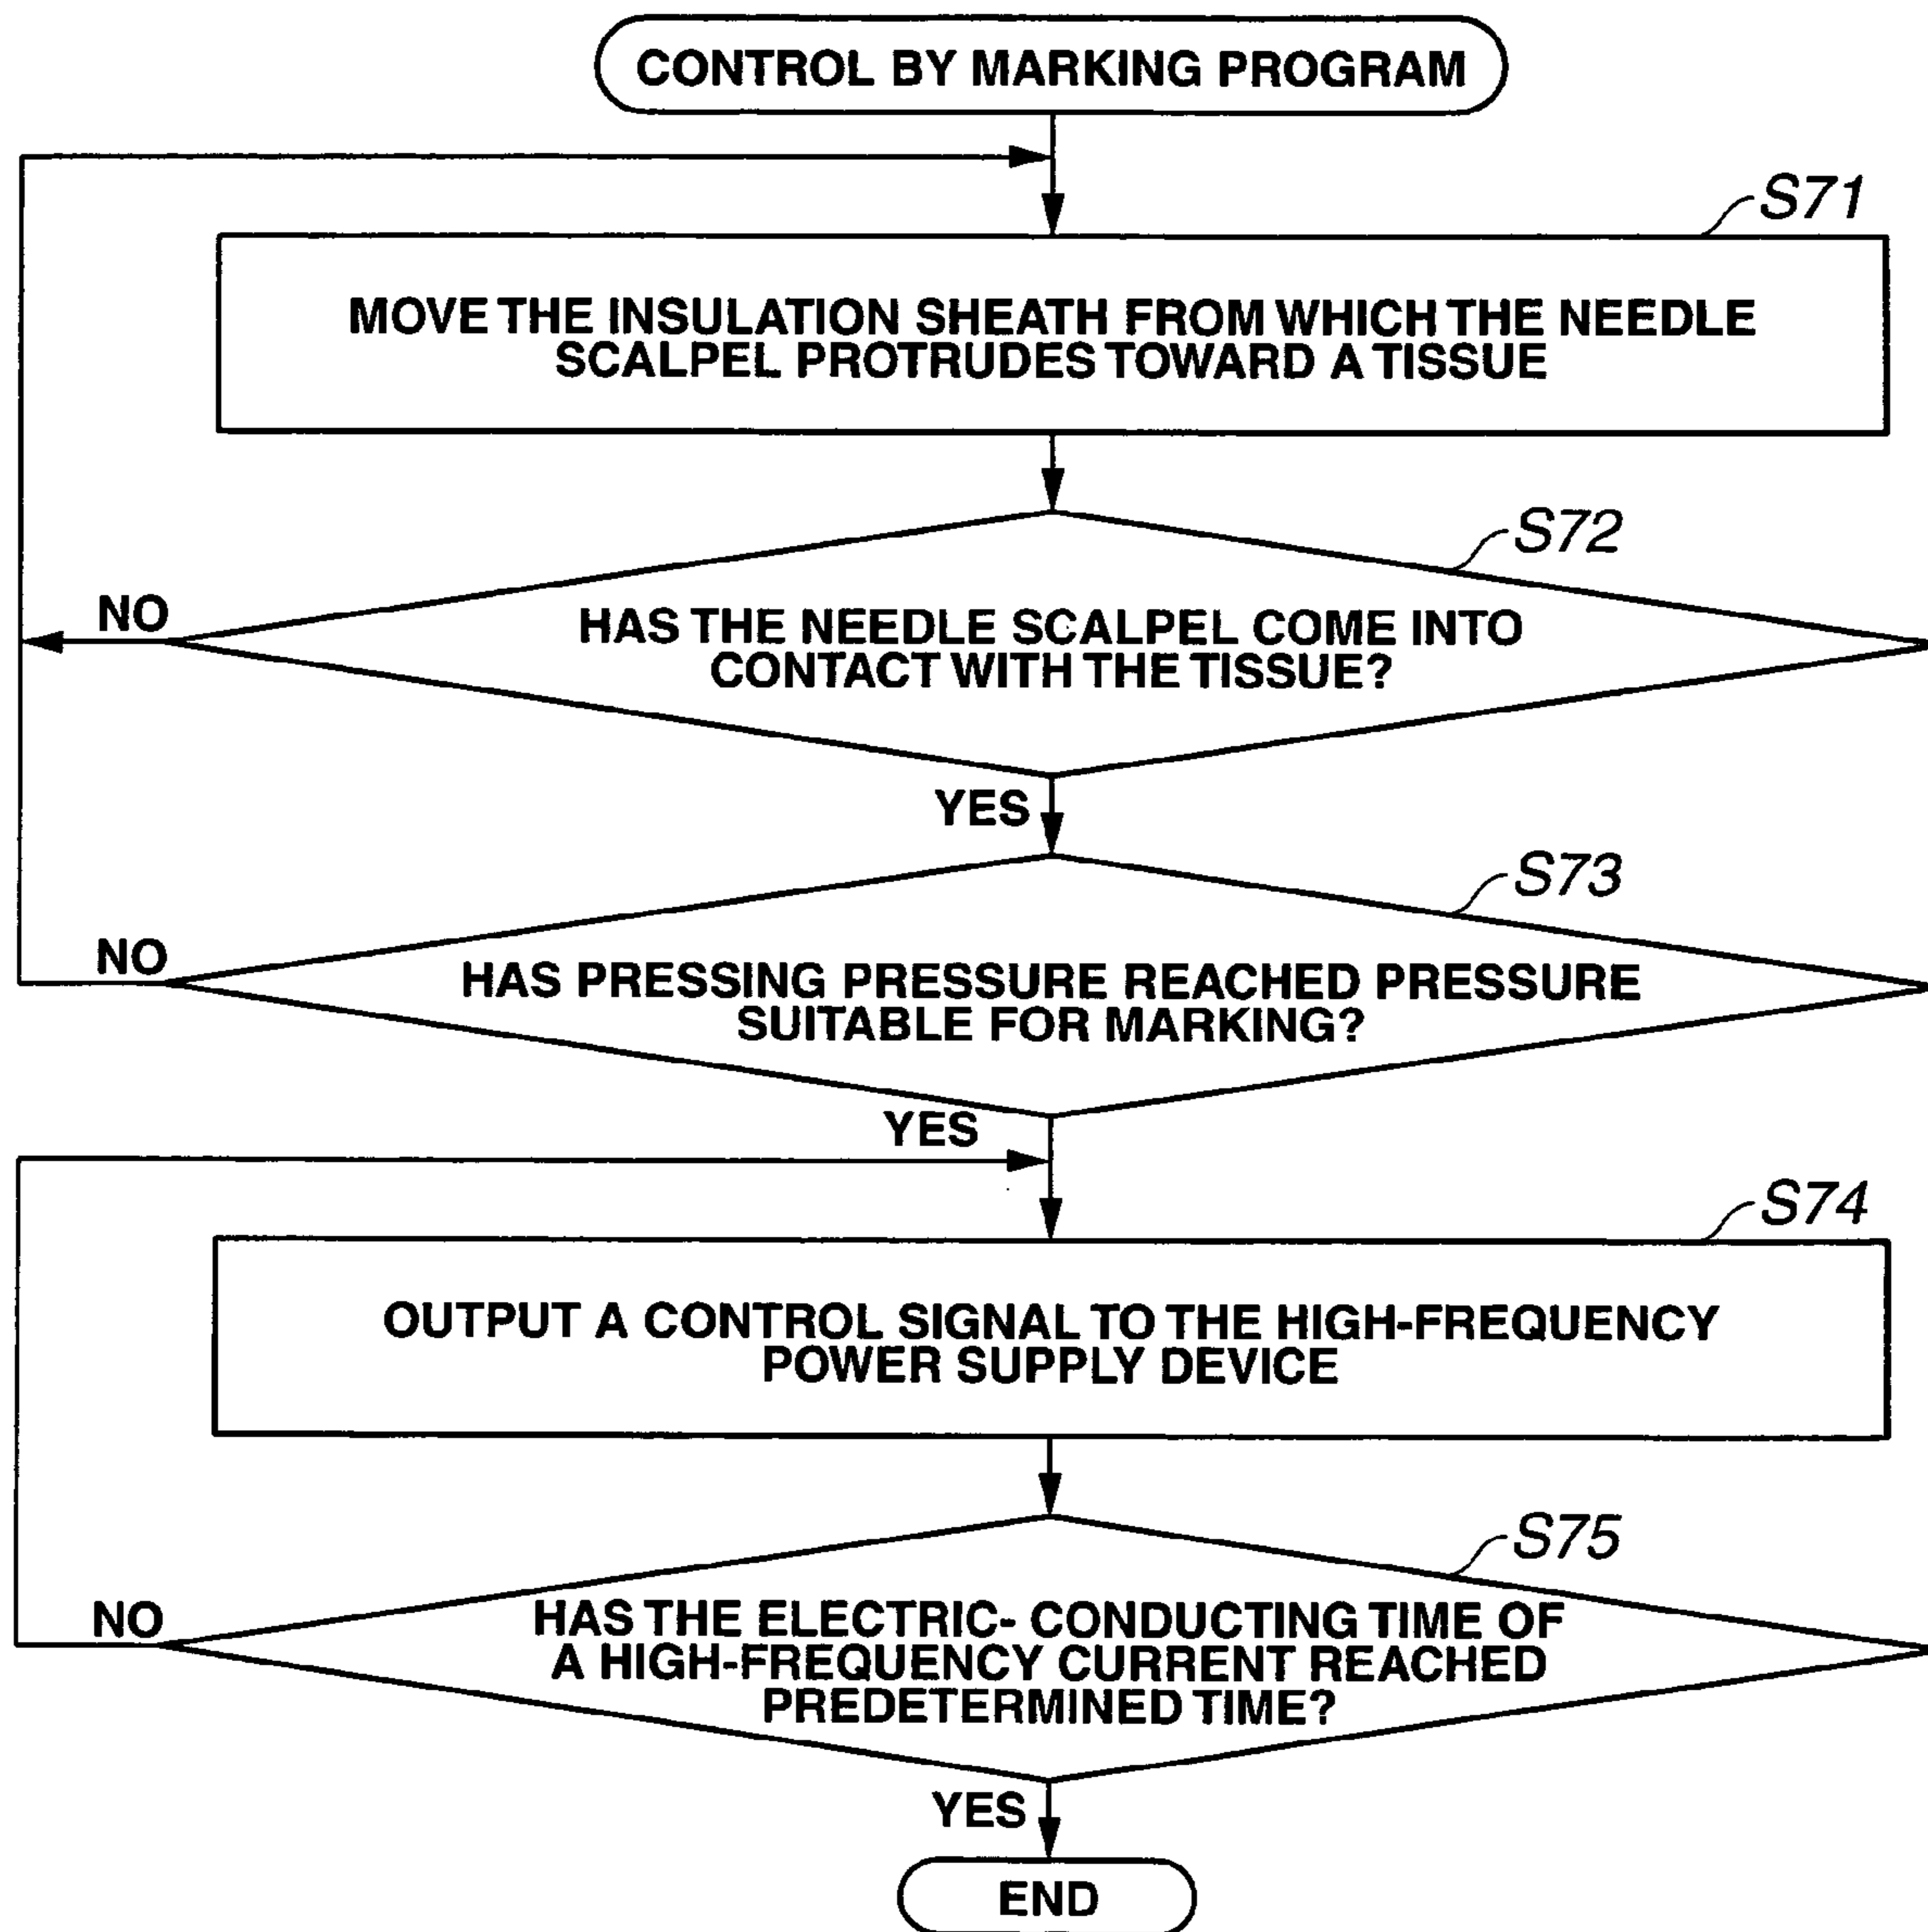 CONTROL BY MARKING PROGRAM
S71
MOVE THE INSULATION SHEATH FROM WHICH THE NEEDLE
SCALPEL PROTRUDES TOWARD A TISSUE
S72
NO
HAS THE NEEDLE SCALPEL COME INTO
CONTACT WITH THE TISSUE?
YES
S73
NO
HAS PRESSING PRESSURE REACHED PRESSURE
SUITABLE FOR MARKING?
YES
S74
OUTPUT A CONTROL SIGNAL TO THE HIGH-FREQUENCY
POWER SUPPLY DEVICE
S75
NO
HAS THE ELECTRIC- CONDUCTING TIME OF
A HIGH-FREQUENCY CURRENT REACHED
PREDETERMINED TIME?
YES
END